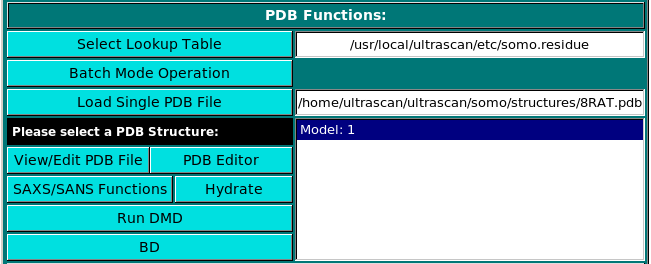 PDB Functions:
Select Lookup Table
/usr/local/ultrascan/etc/somo.residue
Batch Mode Operation
Load Single PDB File
/home/ultrascan/ultrascan/somo/structures/8RAT.pdb
Please select a PDB Structure:
Model: 1
View/Edit PDB File
PDB Editor
SAXS/SANS Functions
Hydrate
Run DMD
BD